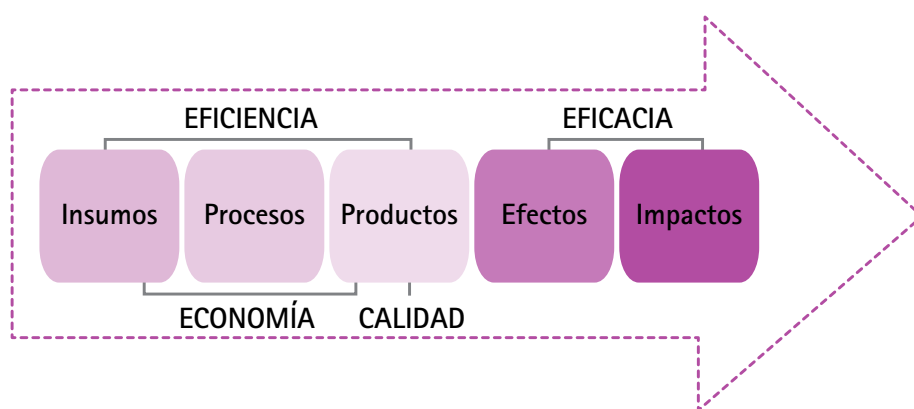 EFICIENCIA EFICACIA
Insumos Procesos Productos Efectos Impactos
ECONOMÍA CALIDAD